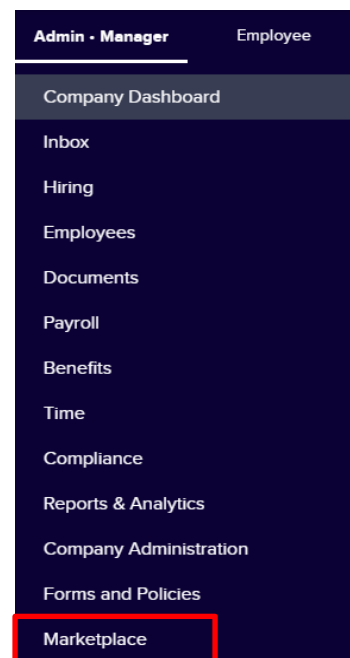 Admin • Manager Employee
Company Dashboard
Inbox
Hiring
Employees
Documents
Payroll
Benefits
Time
Compliance
Reports & Analytics
Company Administration
Forms and Policies
Marketplace